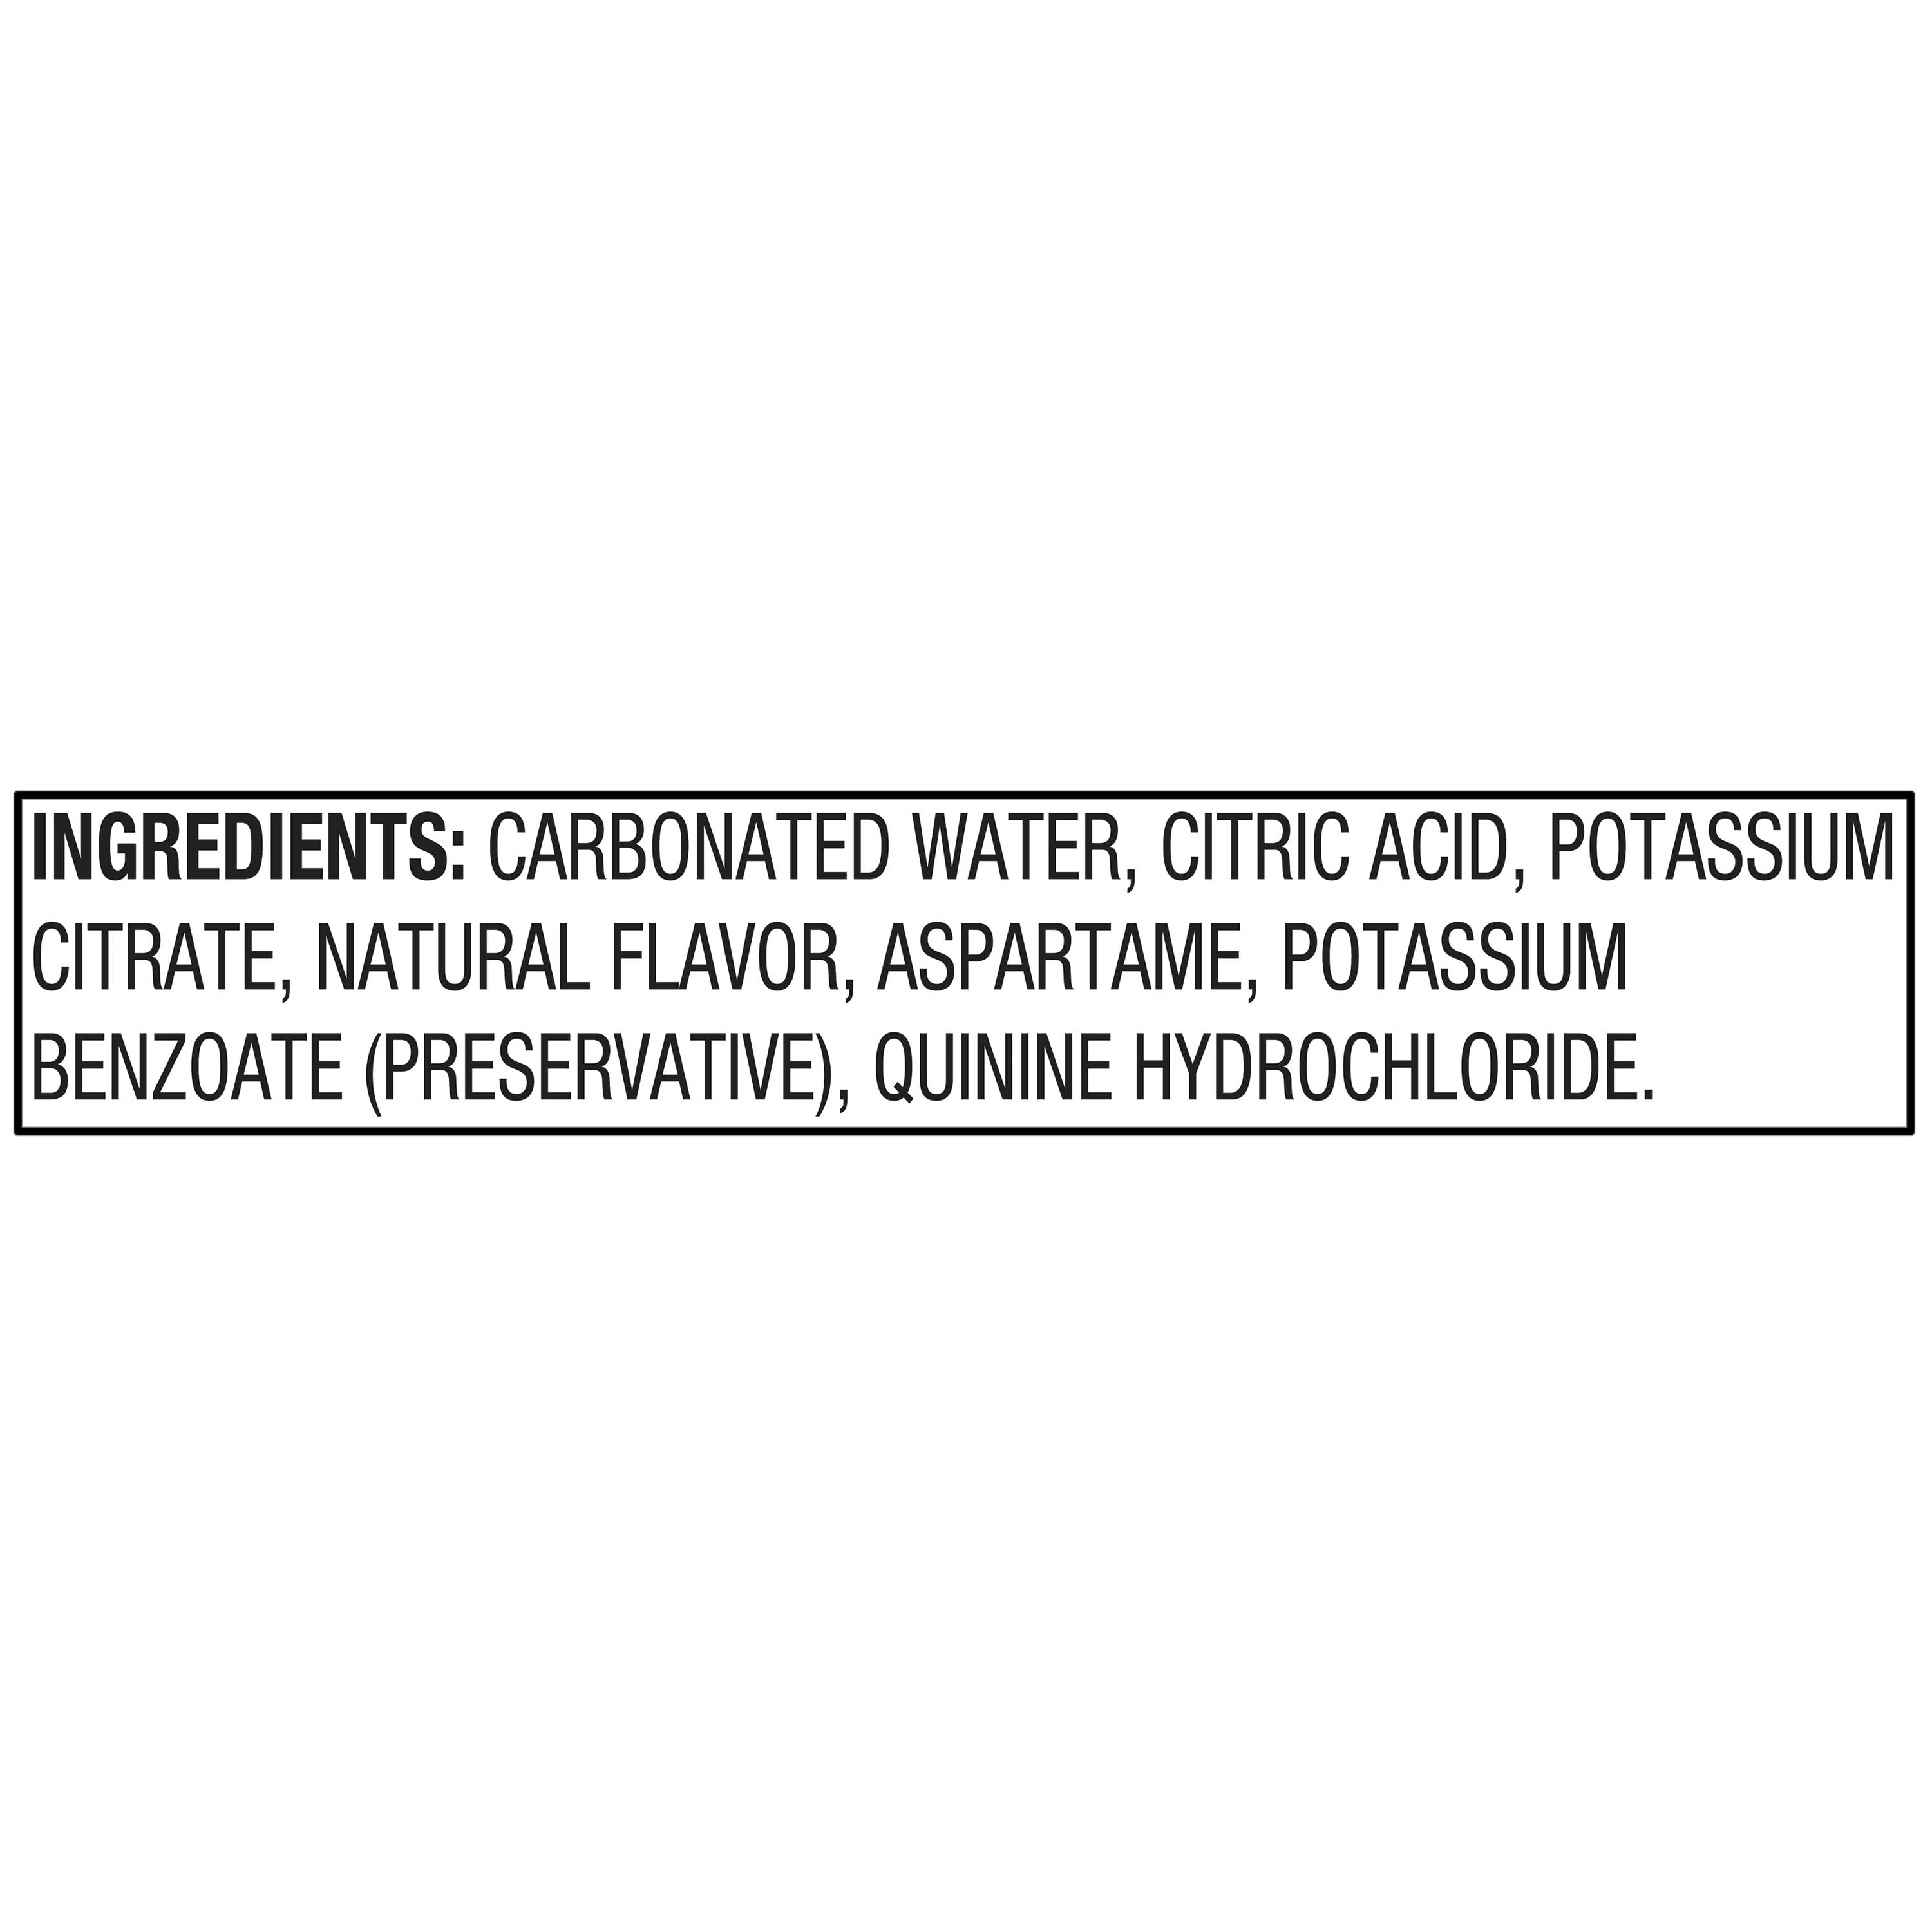 INGREDIENTS: CARBONATED WATER, CITRIC ACID, POTASSIUM
CITRATE, NATURAL FLAVOR, ASPARTAME, POTASSIUM
BENZOATE (PRESERVATIVE), QUININE HYDROCHLORIDE.